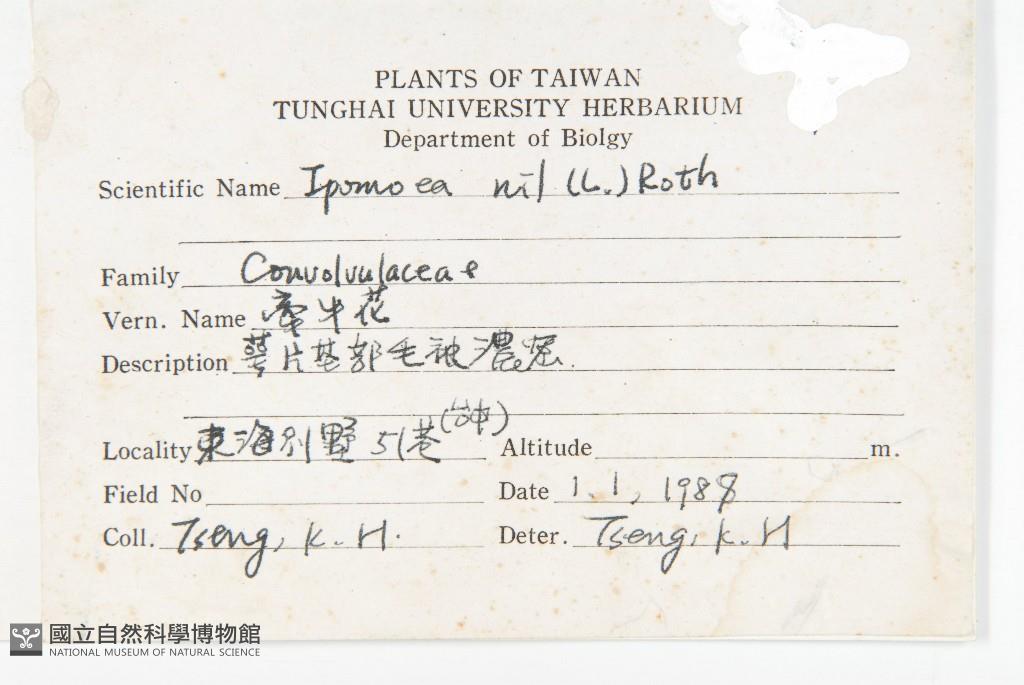 PLANTS OF TAIWAN
TUNGHAI UNIVERSITY HERBARIUM
Department of Biolgy
Scientific Name Ipomoea nil (L.) Roth
Family Convolvulaceae
Vern. Name 牽牛花
Description 萼片基部毛被濃密.
Locality 東海別墅 51巷 (台中) Altitude m.
Field No Date 1. 1, 1988
Coll. Tseng, K. H. Deter. Tseng, K. H
國立自然科學博物館
NATIONAL MUSEUM OF NATURAL SCIENCE